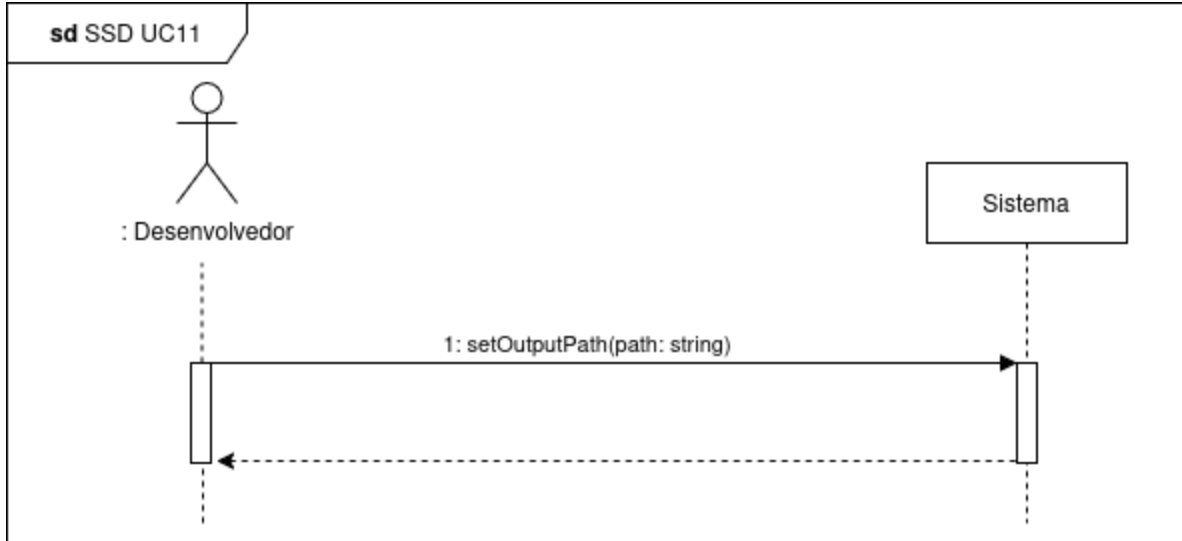 sd SSD UC11
: Desenvolvedor
Sistema
1: setOutputPath(path: string)